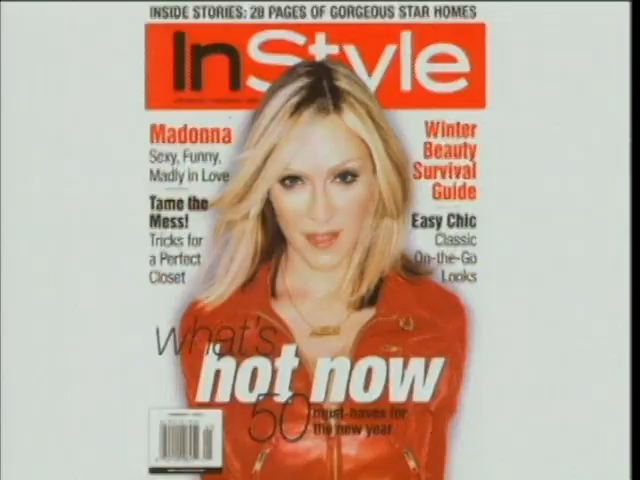 INSIDE STORIES: 20 PAGES OF GORGEOUS STAR HOMES
InStyle
Madonna
Sexy, Funny,
Madly in Love
Tame the
Mess!
Tricks for
a Perfect
Closet
Winter
Beauty
Survival
Guide
Easy Chic
Classic
On-the-Go
Looks
what's
hot now
50 must-haves for
the new year